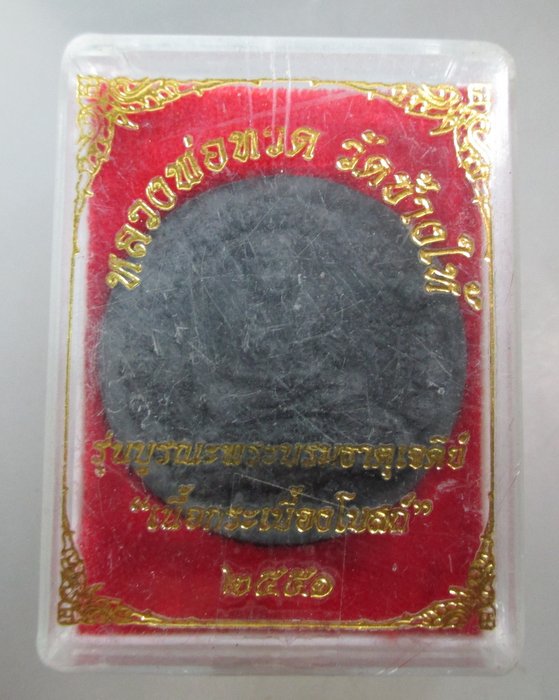 หลวงพ่อทวด วัดช้างให้
รุ่นบูรณะพระบรมธาตุเจดีย์
“เนื้อกระเบื้องโบสถ์”
๒๕๕๑